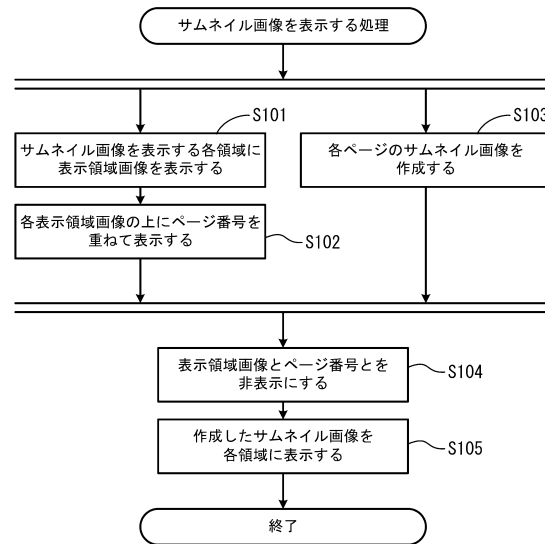 サムネイル画像を表示する処理
S101
サムネイル画像を表示する各領域に
表示領域画像を表示する
S103
各ページのサムネイル画像を
作成する
各表示領域画像の上にページ番号を
重ねて表示する
S102
表示領域画像とページ番号とを
非表示にする
S104
作成したサムネイル画像を
各領域に表示する
S105
終了